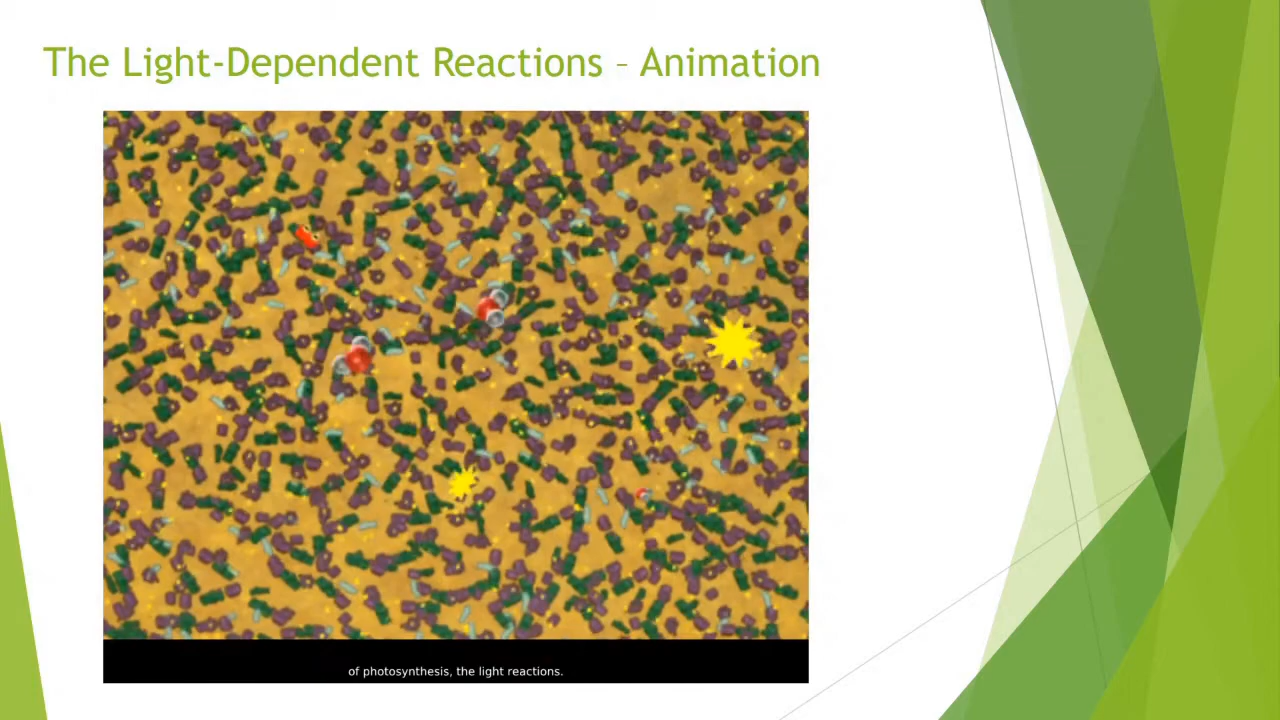 The Light-Dependent Reactions – Animation
of photosynthesis, the light reactions.